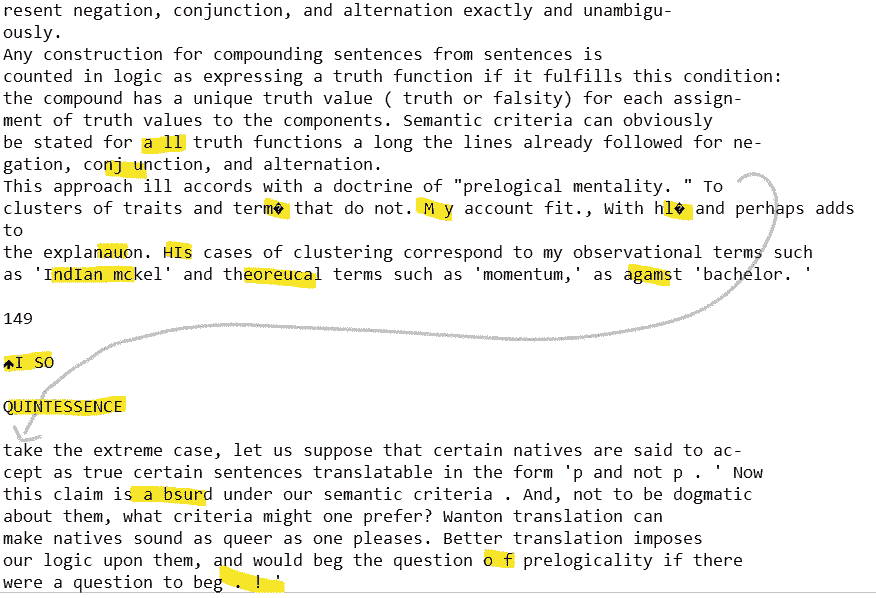 resent negation, conjunction, and alternation exactly and unambigu-
ously.
Any construction for compounding sentences from sentences is
counted in logic as expressing a truth function if it fulfills this condition:
the compound has a unique truth value ( truth or falsity) for each assign-
ment of truth values to the components. Semantic criteria can obviously
be stated for a ll truth functions a long the lines already followed for ne-
gation, conj unction, and alternation.
This approach ill accords with a doctrine of "prelogical mentality. " To
clusters of traits and term� that do not. M y account fit., With hl� and perhaps adds
to
the explanauon. HIs cases of clustering correspond to my observational terms such
as 'IndIan mckel' and theoreucal terms such as 'momentum,' as agamst 'bachelor. '
149
↑I SO
QUINTESSENCE
take the extreme case, let us suppose that certain natives are said to ac-
cept as true certain sentences translatable in the form 'p and not p . ' Now
this claim is a bsurd under our semantic criteria . And, not to be dogmatic
about them, what criteria might one prefer? Wanton translation can
make natives sound as queer as one pleases. Better translation imposes
our logic upon them, and would beg the question o f prelogicality if there
were a question to beg . ! '